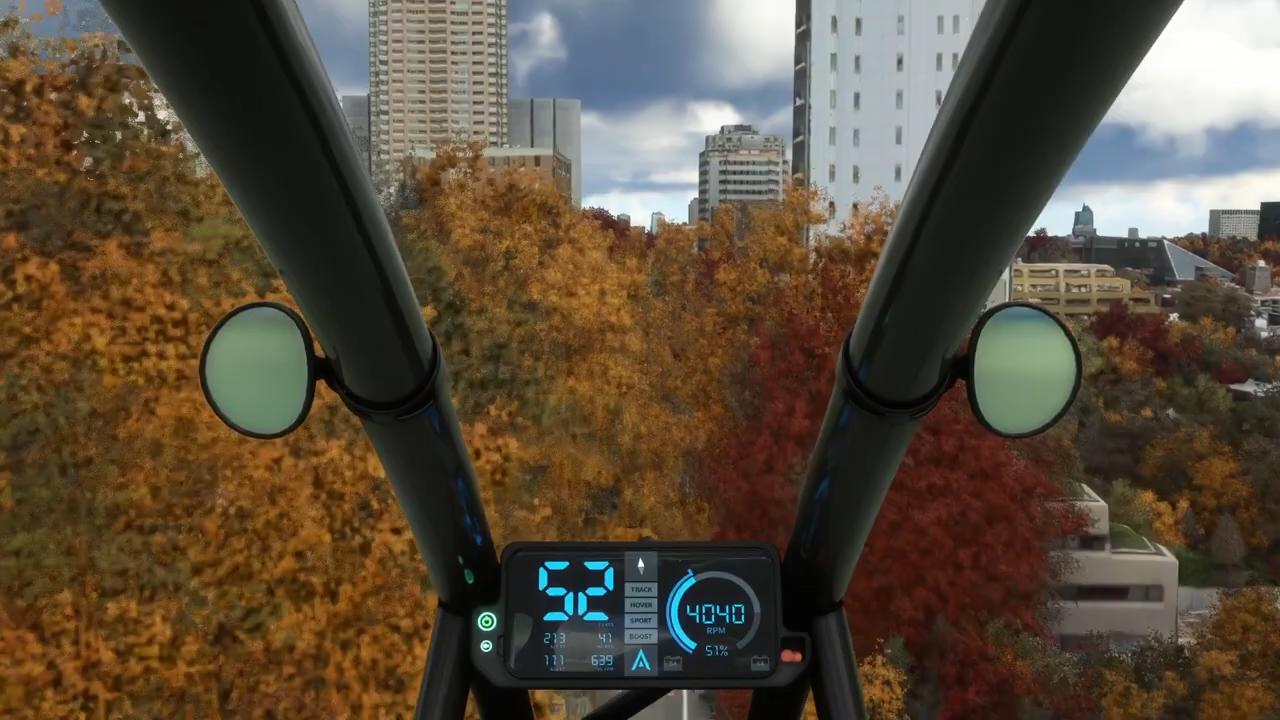 52
TRACK
HOVER
SPORT
BOOST
4040
RPM
51%
213 41
111 639